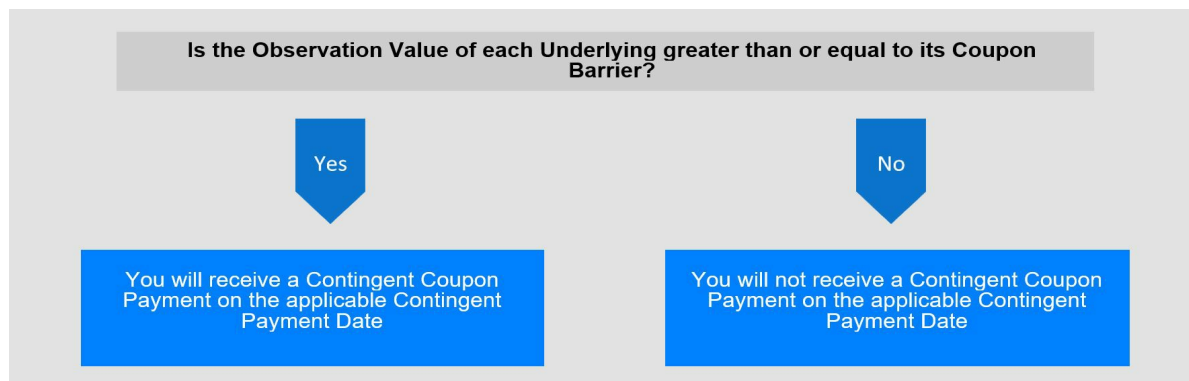 Is the Observation Value of each Underlying greater than or equal to its Coupon
Barrier?
Yes
No
You will receive a Contingent Coupon
Payment on the applicable Contingent
Payment Date
You will not receive a Contingent Coupon
Payment on the applicable Contingent
Payment Date